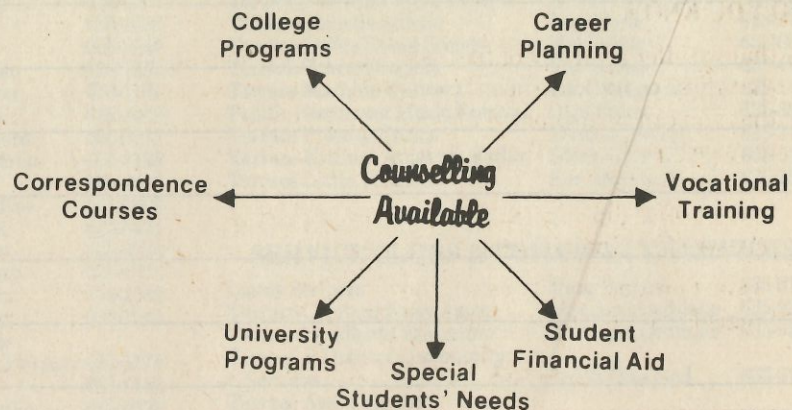 College
Programs
Career
Planning
Correspondence
Courses
Counselling
Available
Vocational
Training
University
Programs
Special
Students' Needs
Student
Financial Aid